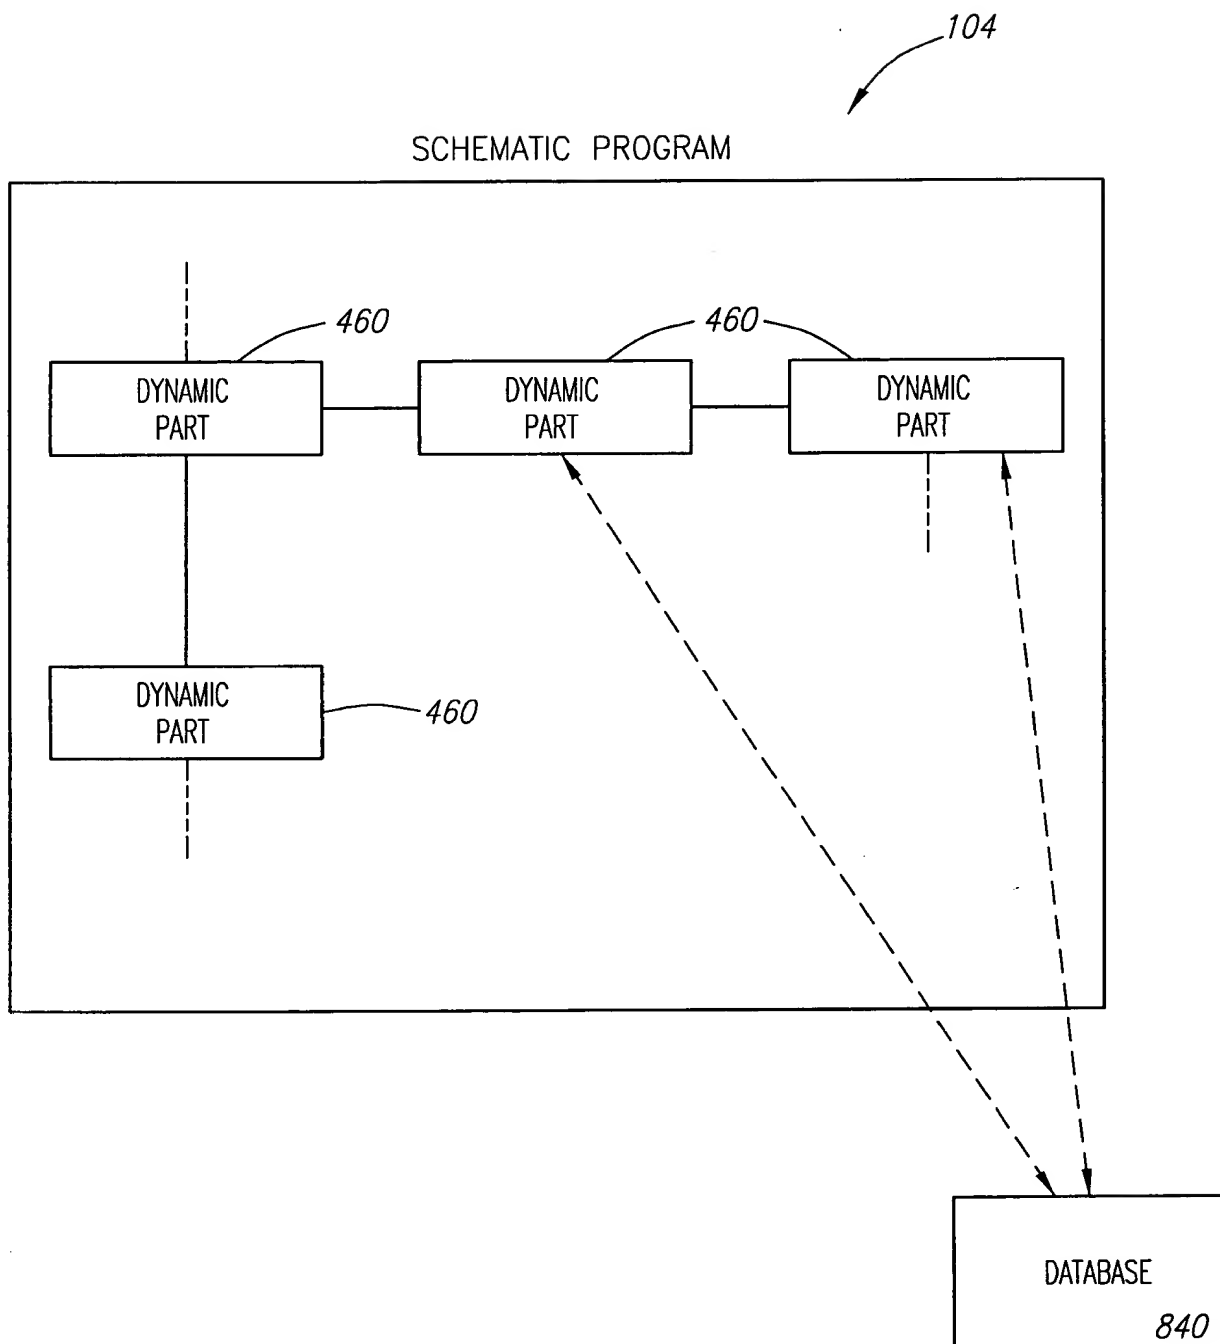 104
SCHEMATIC PROGRAM
460
460
DYNAMIC
PART
DYNAMIC
PART
DYNAMIC
PART
DYNAMIC
PART
460
DATABASE
840